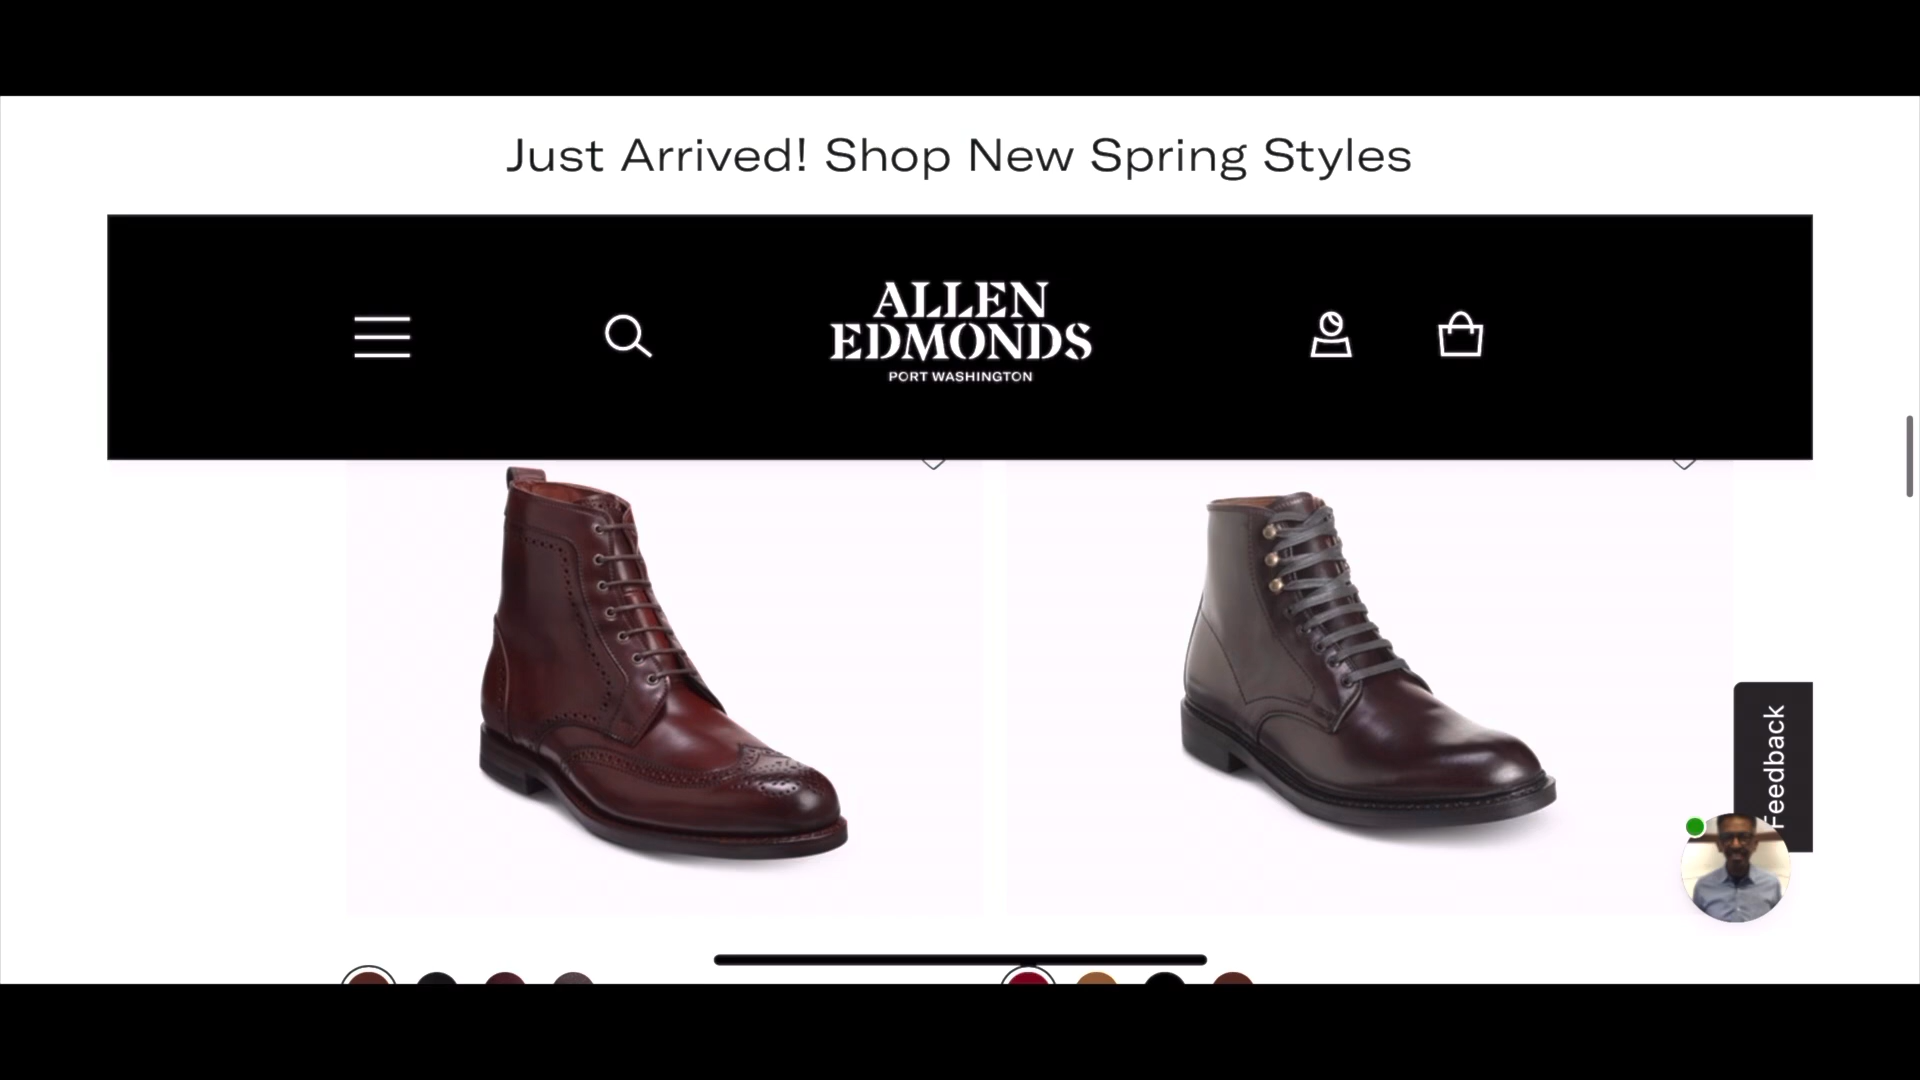 Just Arrived! Shop New Spring Styles
ALLEN
EDMONDS
PORT WASHINGTON
Feedback